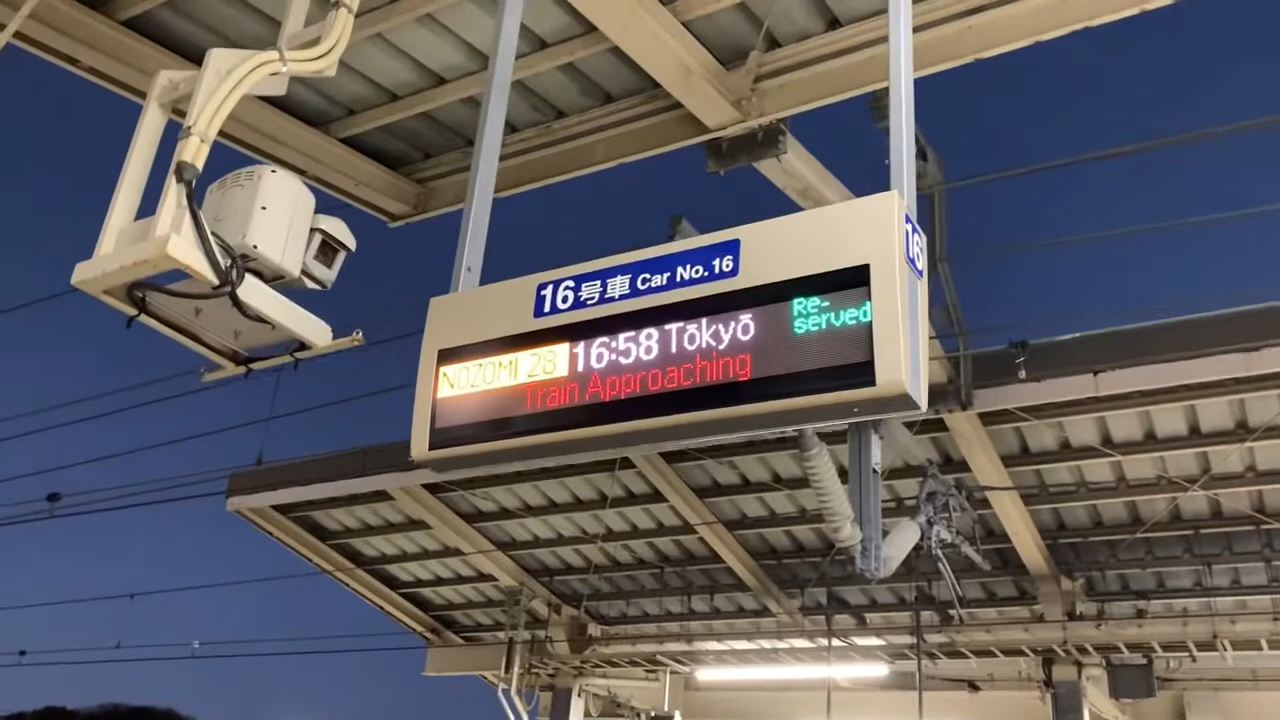 16号車 Car No.16
NOZOMI 28 16:58 Tōkyō
Re-
served
Train Approaching
16